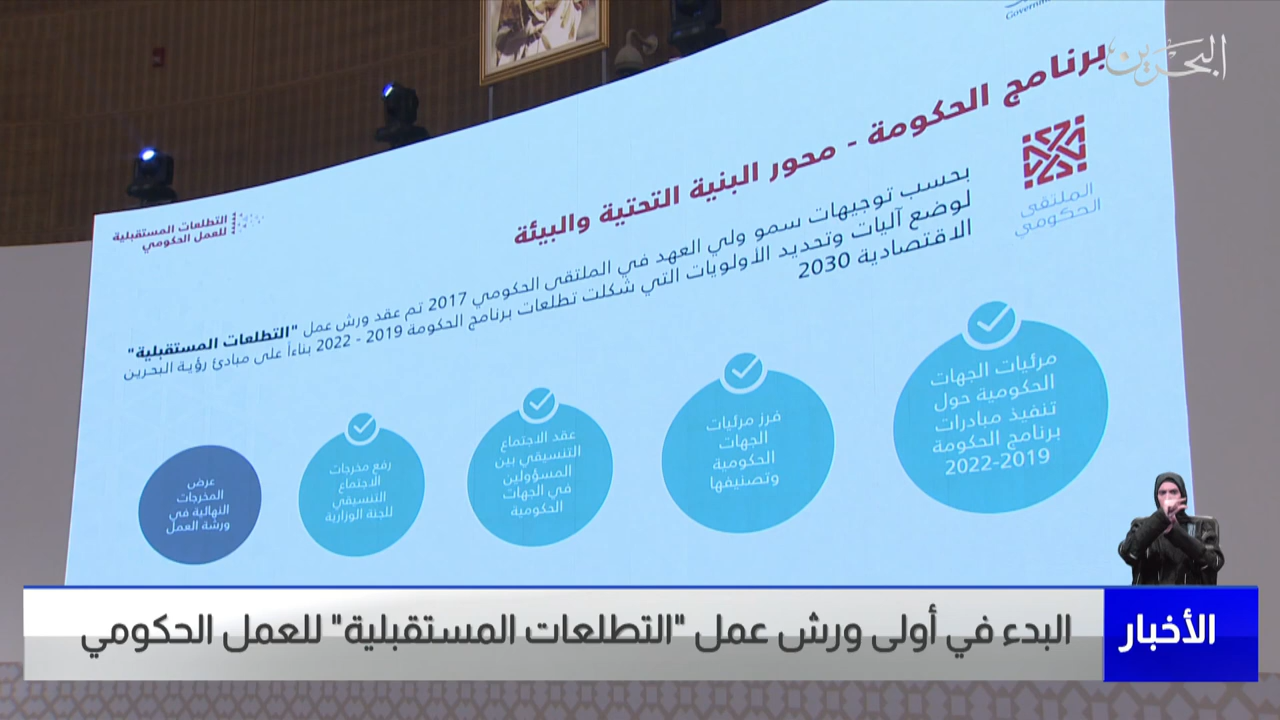 البحرين
برنامج الحكومة - محور البنية التحتية والبيئة
الملتقى
الحكومي
التطلعات المستقبلية
للعمل الحكومي
بحسب توجيهات سمو ولي العهد في الملتقى الحكومي 2017 تم عقد ورش عمل "التطلعات المستقبلية"
لوضع آليات وتحديد الأولويات التي شكلت تطلعات برنامج الحكومة 2019 - 2022 بناءاً على مبادئ رؤية البحرين
الاقتصادية 2030
مرئيات الجهات
الحكومية حول
تنفيذ مبادرات
برنامج الحكومة
2022-2019
فرز مرئيات
الجهات
الحكومية
وتصنيفها
عقد الاجتماع
التنسيقي بين
المسؤولين
في الجهات
الحكومية
رفع مخرجات
الاجتماع
التنسيقي
للجنة الوزارية
عرض
المخرجات
النهائية في
ورشة العمل
الأخبار
البدء في أولى ورش عمل "التطلعات المستقبلية" للعمل الحكومي